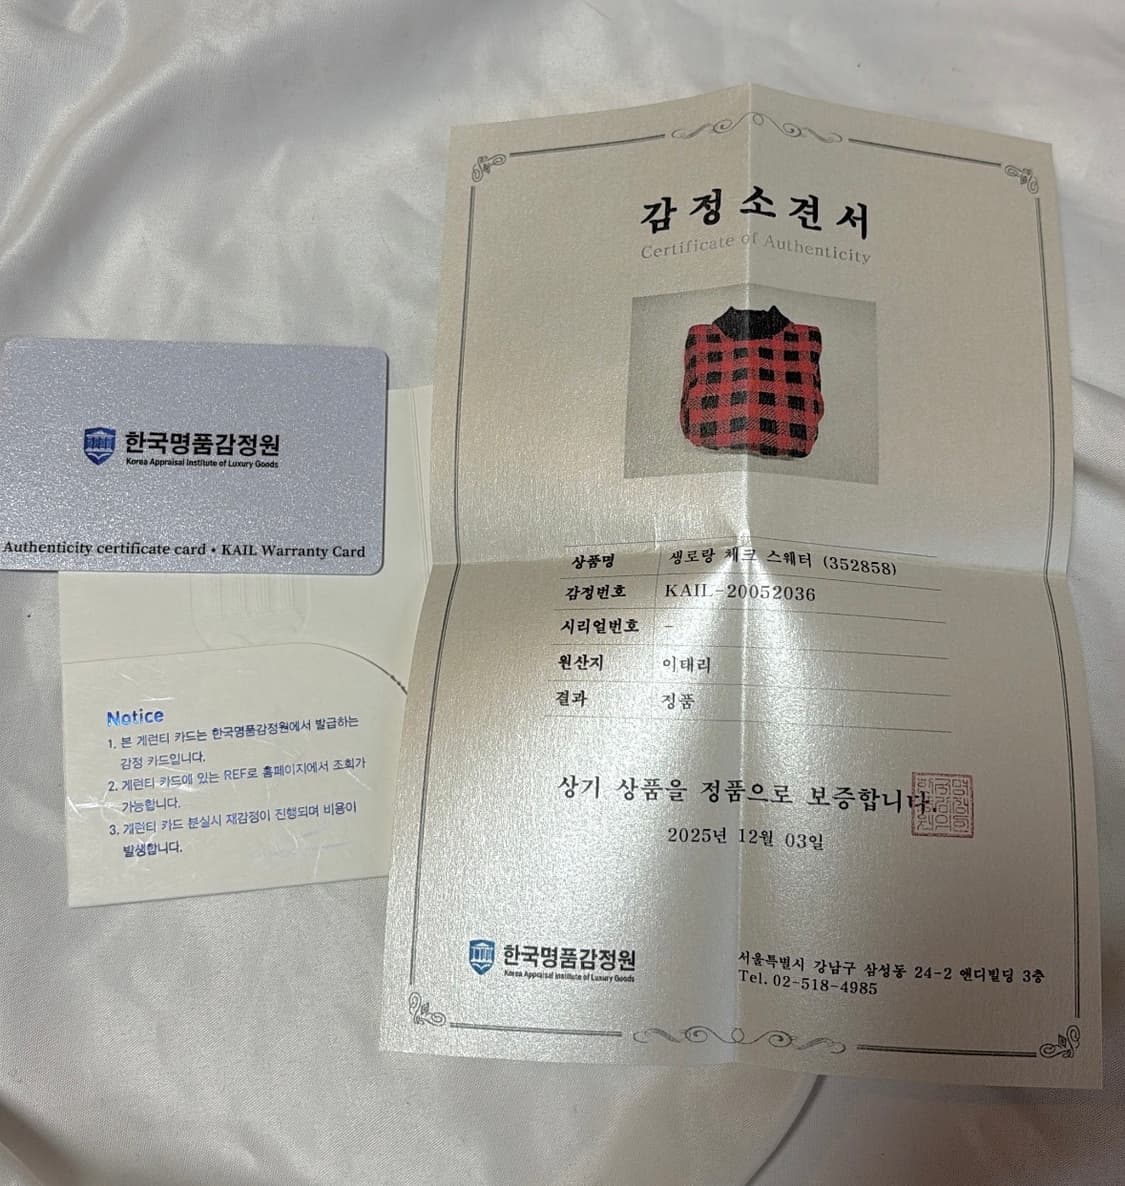 한국명품감정원
Korea Appraisal Institute of Luxury Goods
Authenticity certificate card • KAIL Warranty Card
Notice
1. 본 게런티 카드는 한국명품감정원에서 발급하는
감정 카드입니다.
2. 게런티 카드에 있는 REF로 홈페이지에서 조회가
가능합니다.
3. 게런티 카드 분실시 재감정이 진행되며 비용이
발생합니다.
감정소견서
Certificate of Authenticity
상품명 생로랑 체크 스웨터 (352858)
감정번호 KAIL-20052036
시리얼번호 -
원산지 이태리
결과 정품
상기 상품을 정품으로 보증합니다.
2025년 12월 03일
한국명품감정원
Korea Appraisal Institute of Luxury Goods
서울특별시 강남구 삼성동 24-2 앤디빌딩 3층
Tel. 02-518-4985